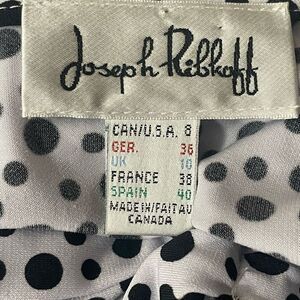 Joseph Ribkoff
CAN/U.S.A. 8
GER. 36
UK 10
FRANCE 38
SPAIN 40
MADE IN/FAIT AU
CANADA